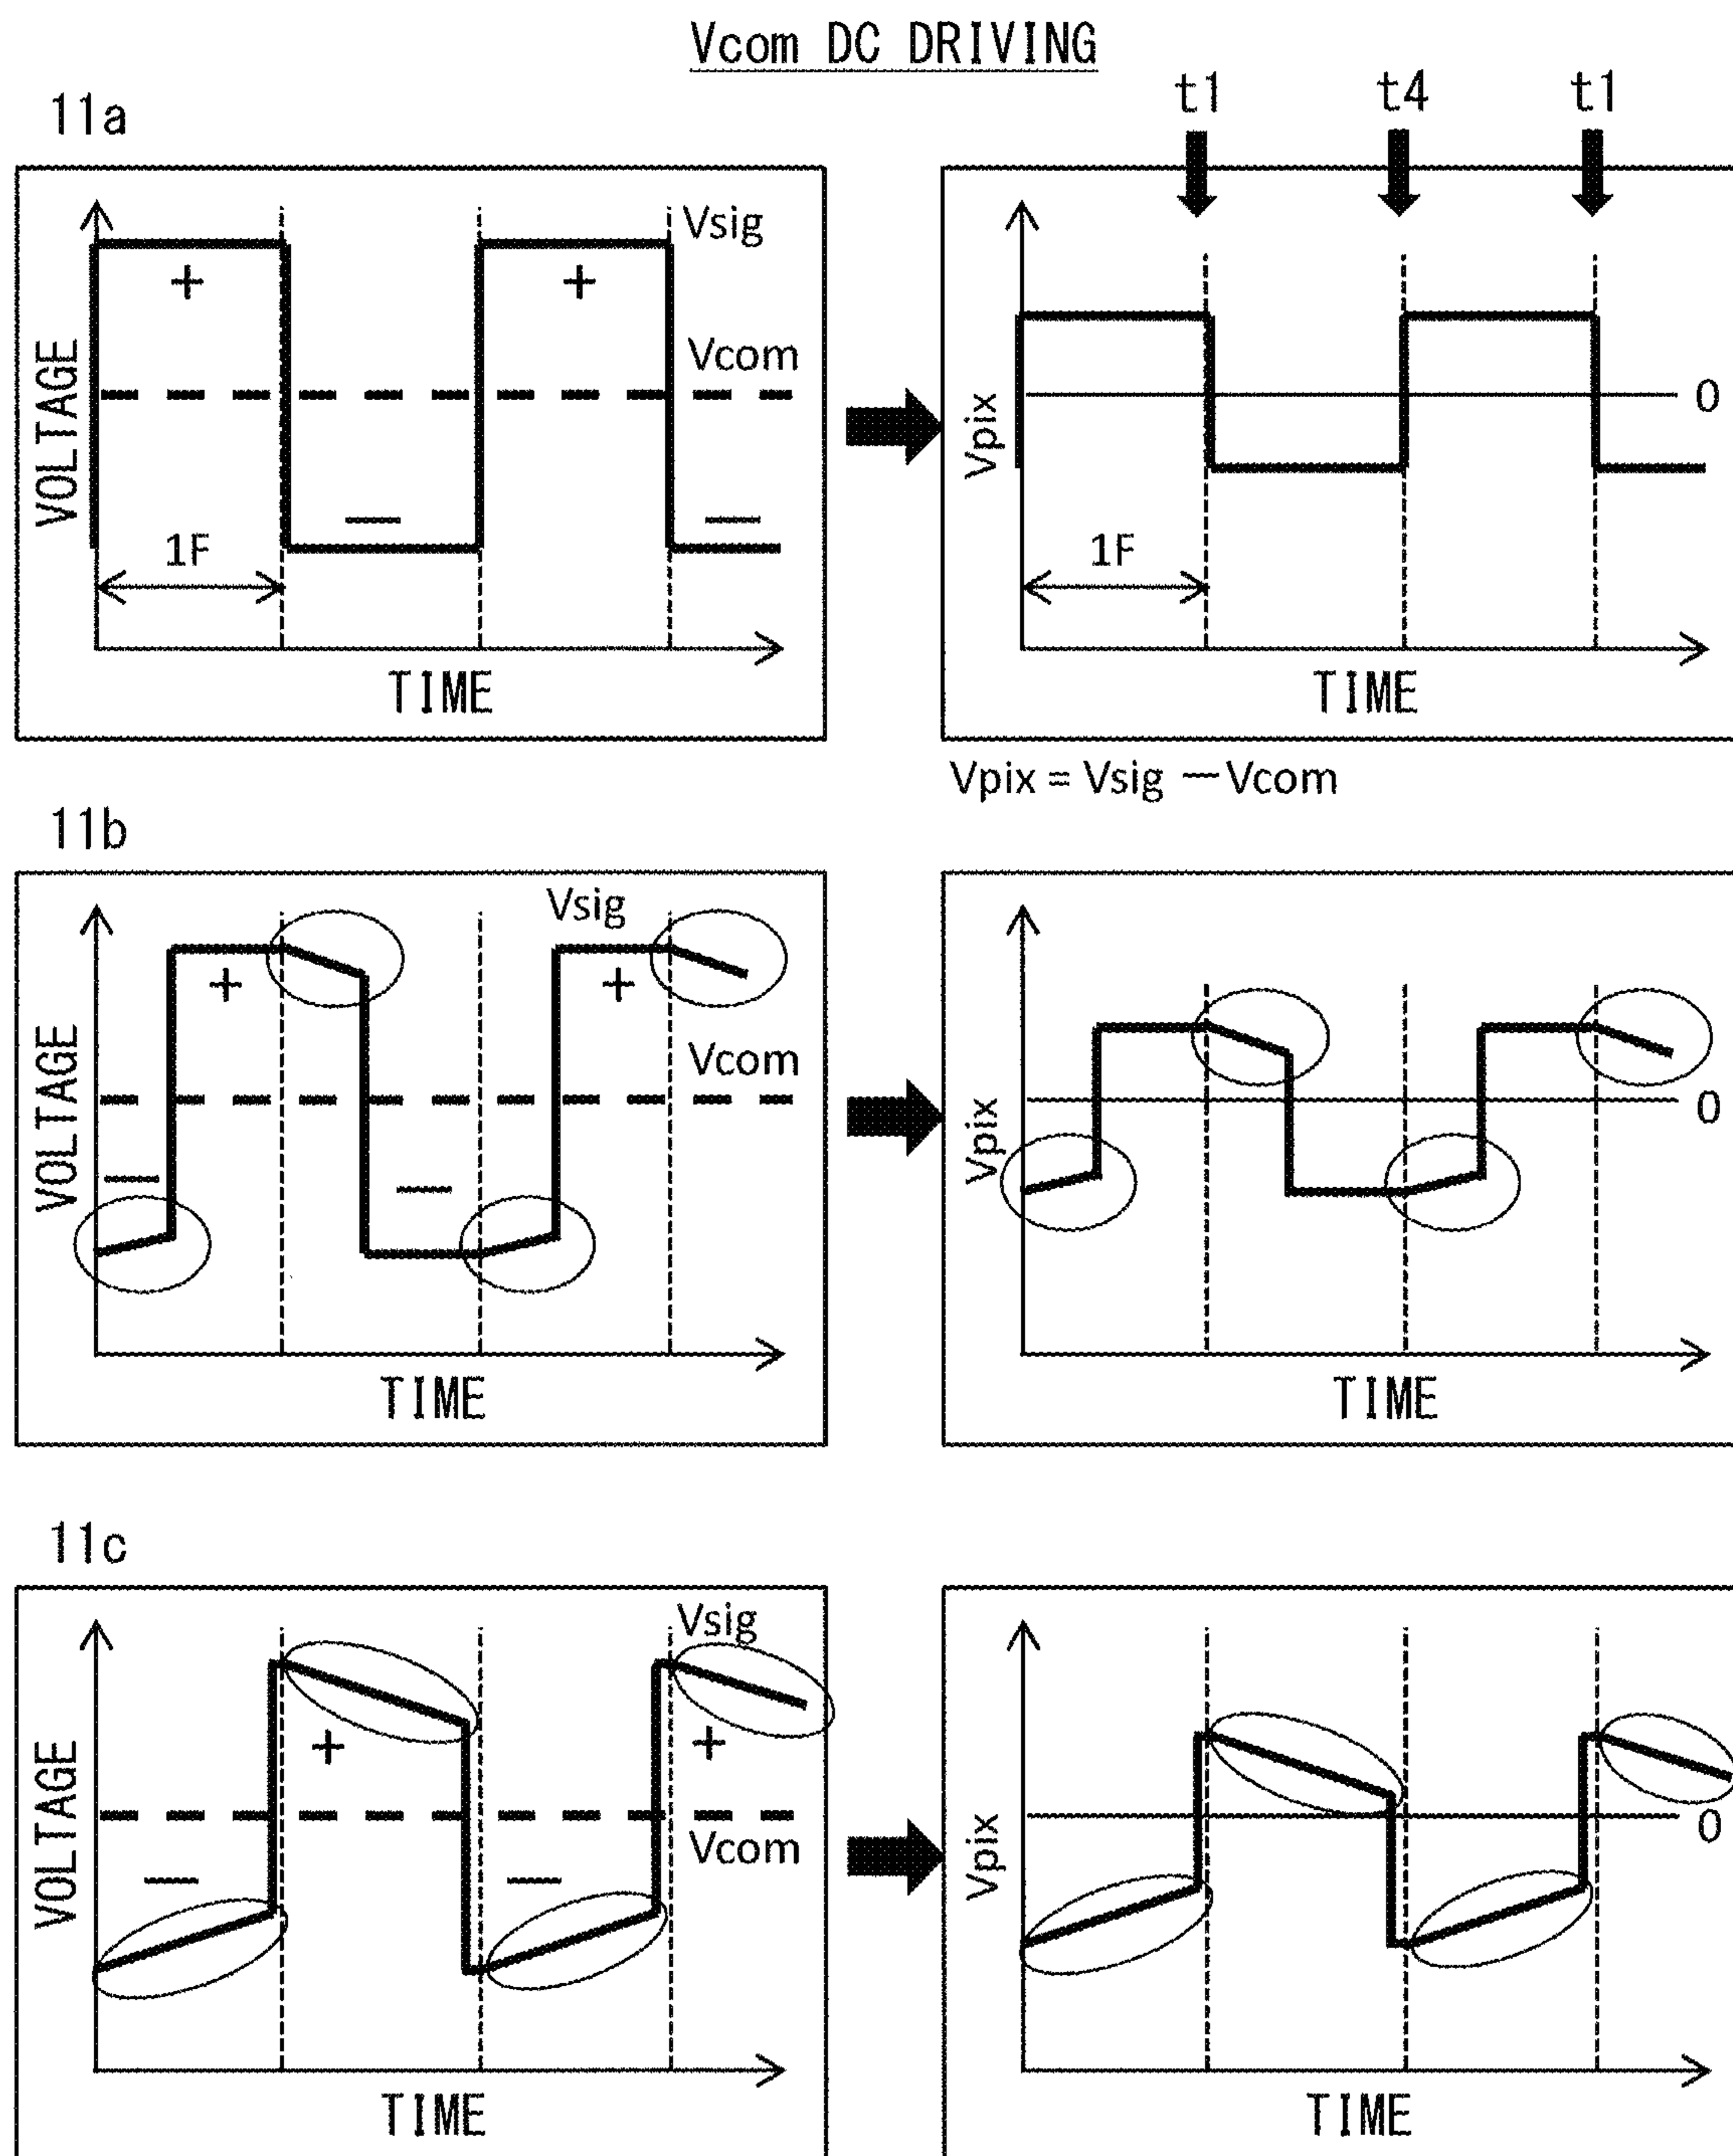 Vcom DC DRIVING
11a
t1 t4 t1
Vsig
+ +
Vcom
VOLTAGE
— —
1F
TIME
Vpix
0
1F
TIME
Vpix = Vsig — Vcom
11b
Vsig
+ +
Vcom
VOLTAGE
— —
TIME
Vpix
0
TIME
11c
Vsig
+ +
VOLTAGE
Vcom
— —
TIME
Vpix
0
TIME